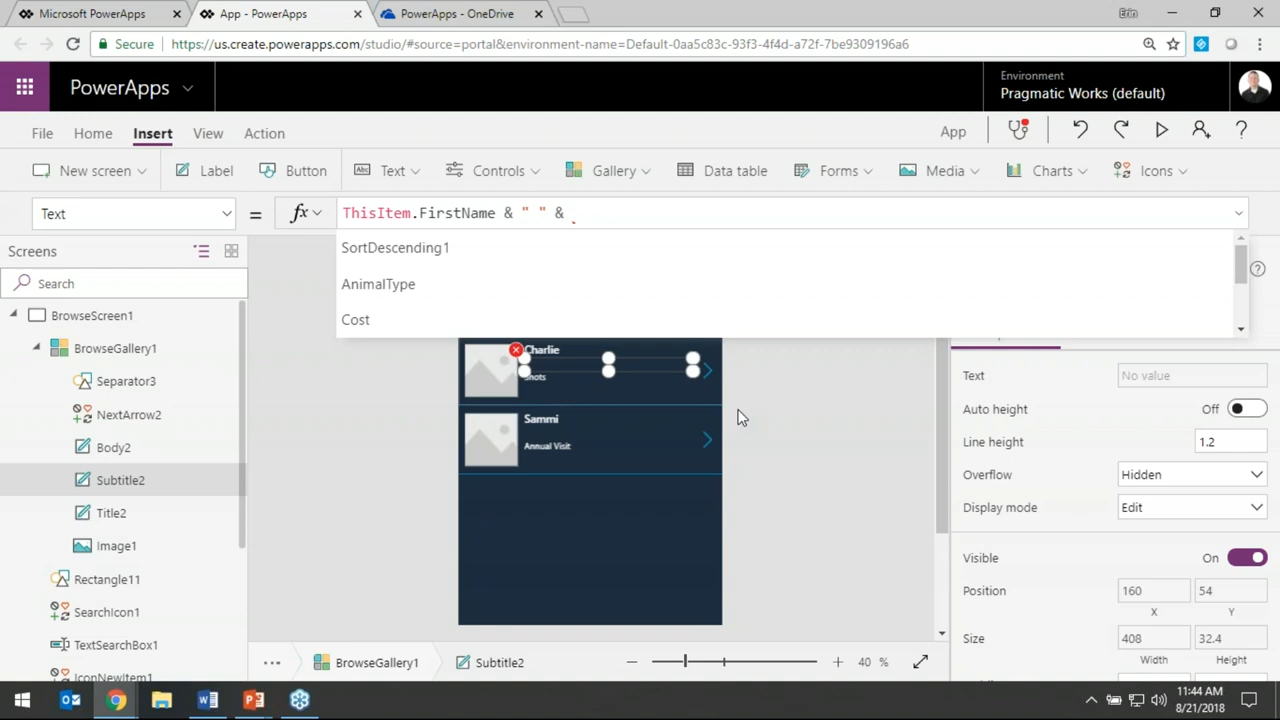 Microsoft PowerApps
App - PowerApps
PowerApps - OneDrive
Secure
https://us.create.powerapps.com/studio/#source=portal&environment-name=Default-0aa5c83c-93f3-4f4d-a72f-7be9309196a6
PowerApps
Environment
Pragmatic Works (default)
File
Home
Insert
View
Action
App
New screen
Label
Button
Text
Controls
Gallery
Data table
Forms
Media
Charts
Icons
Text
=
fx
ThisItem.FirstName & " " &
SortDescending1
AnimalType
Cost
Screens
Search
BrowseScreen1
BrowseGallery1
Separator3
NextArrow2
Body2
Subtitle2
Title2
Image1
Rectangle11
SearchIcon1
TextSearchBox1
IconNewItem1
Charlie
Shots
Sammi
Annual Visit
Text
No value
Auto height
Off
Line height
1.2
Overflow
Hidden
Display mode
Edit
Visible
On
Position
160
54
X
Y
Size
408
32.4
Width
Height
BrowseGallery1
Subtitle2
40 %
11:44 AM
8/21/2018